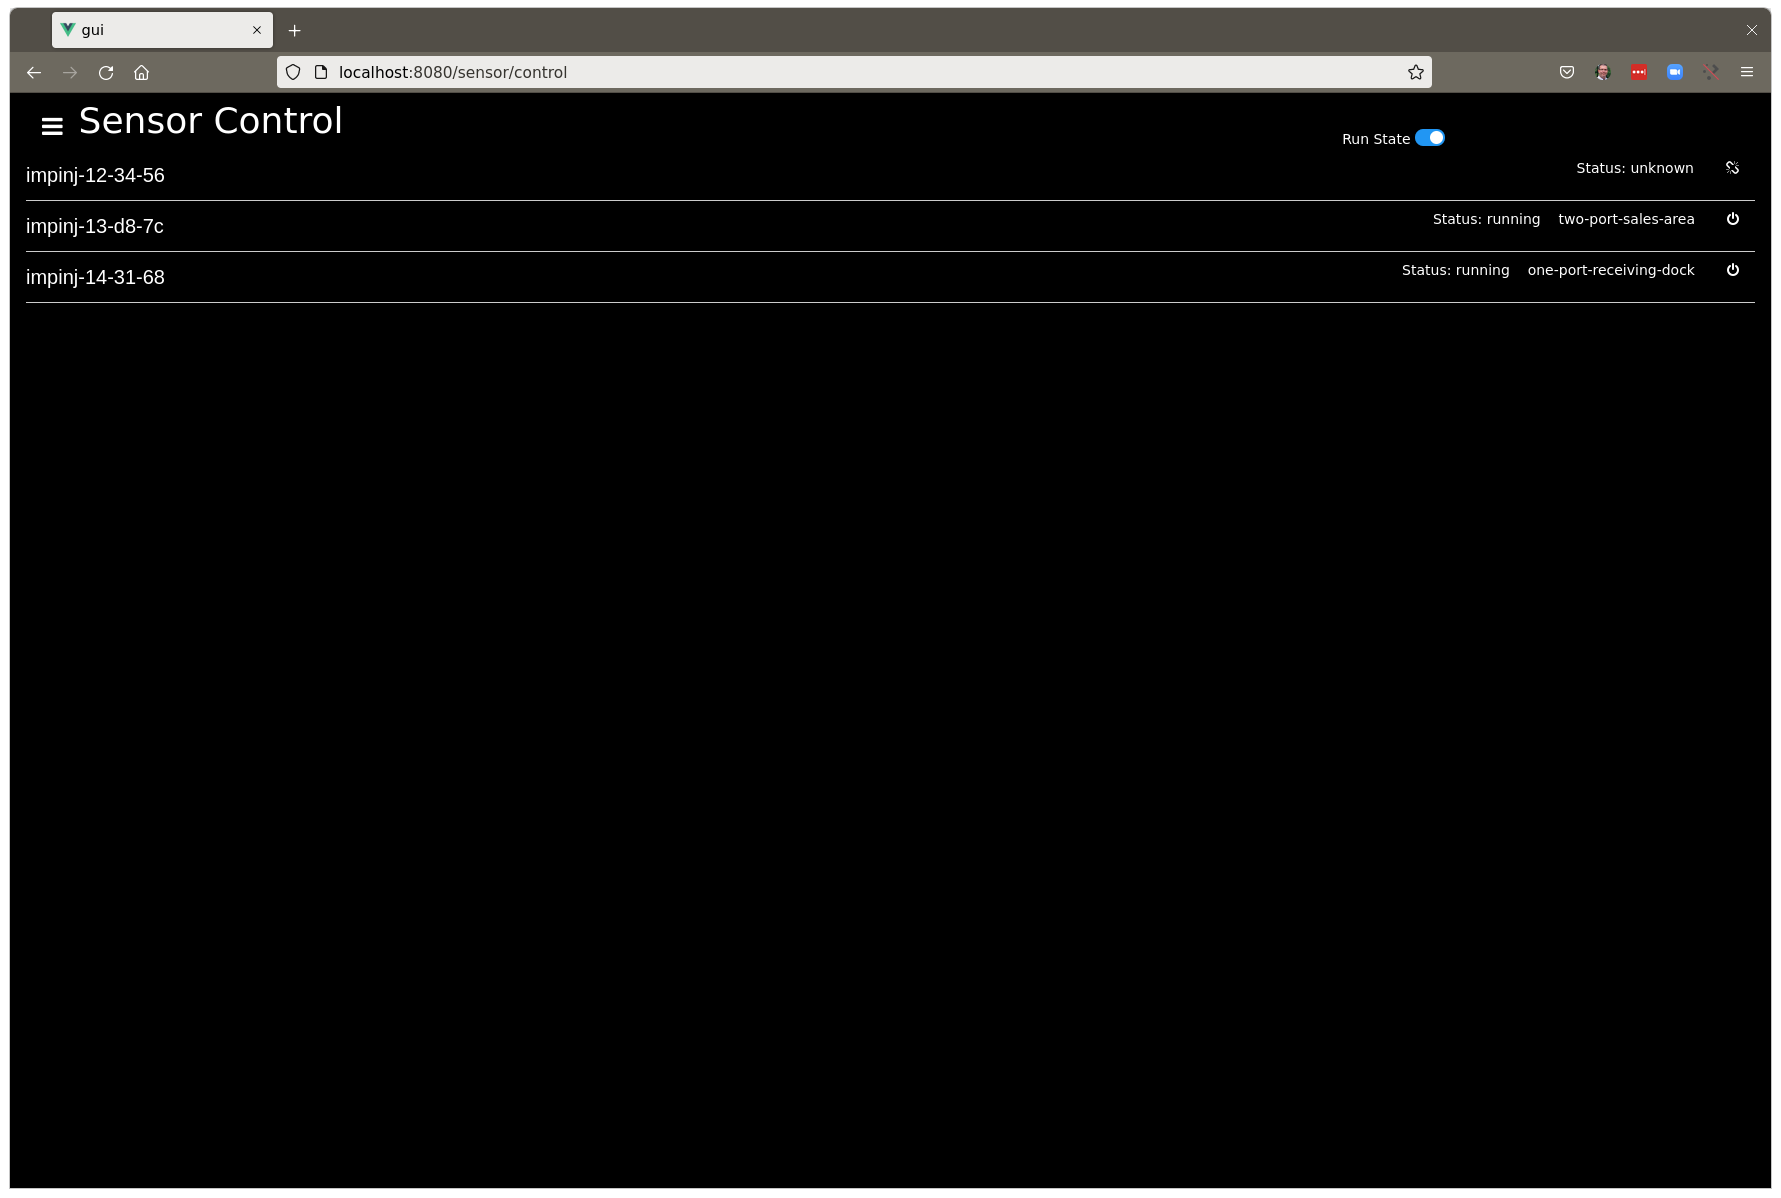 gui
localhost:8080/sensor/control
Sensor Control
Run State
impinj-12-34-56 Status: unknown
impinj-13-d8-7c Status: running two-port-sales-area
impinj-14-31-68 Status: running one-port-receiving-dock